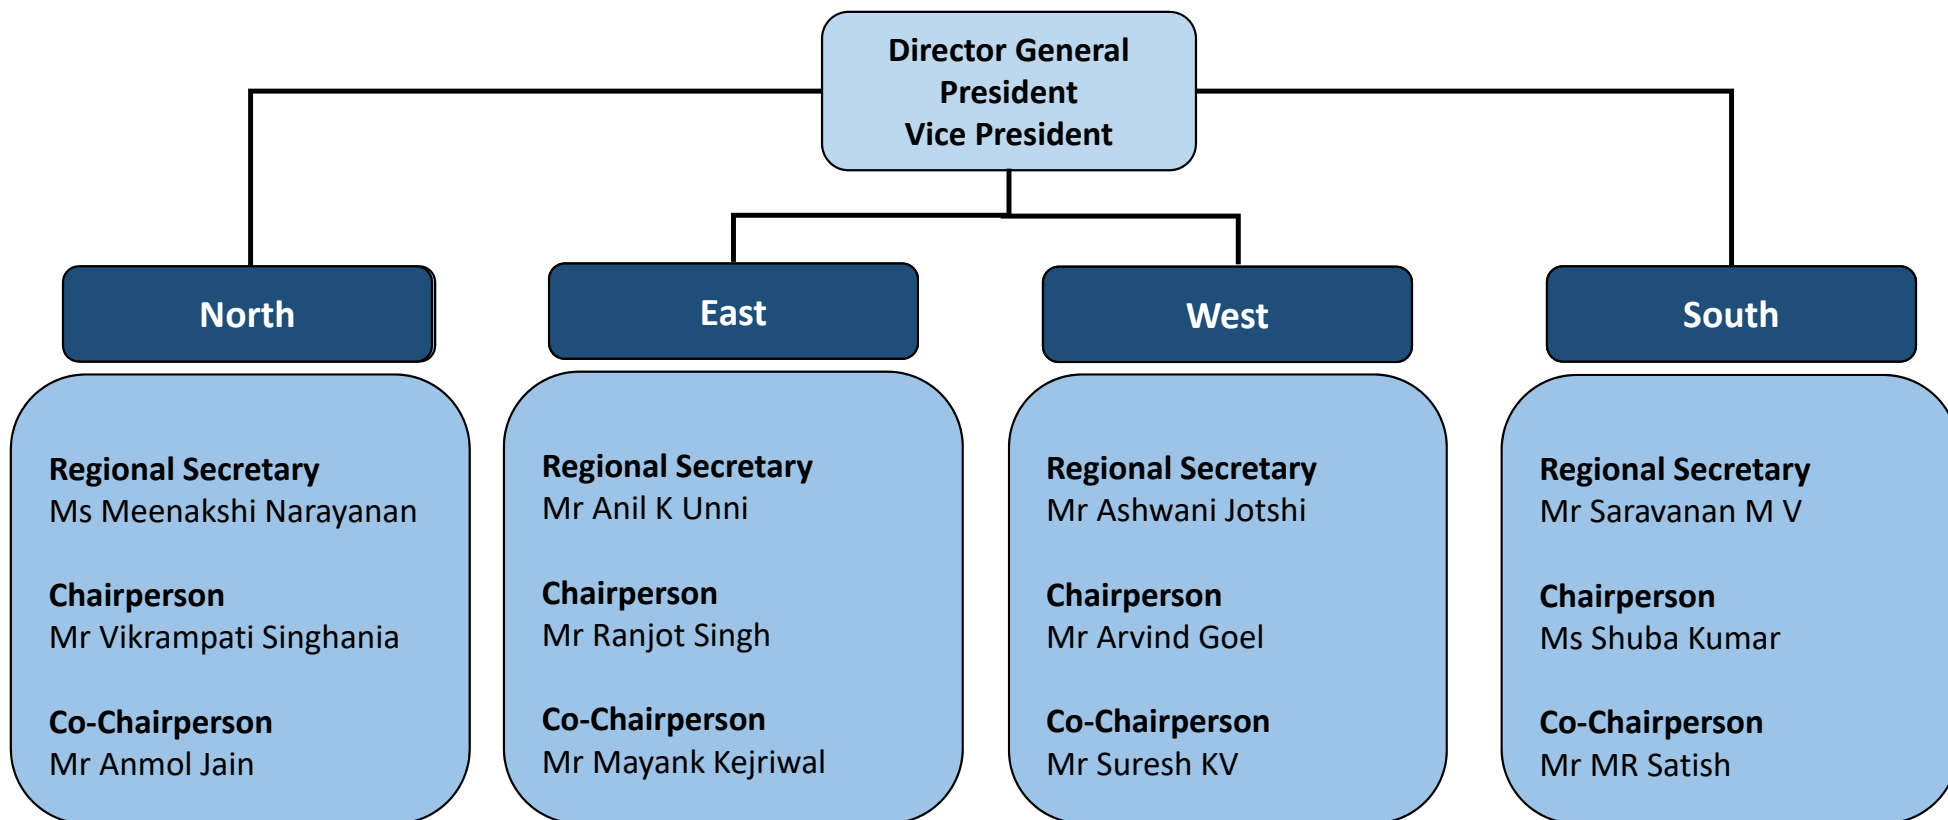 Director General
President
Vice President
North
Regional Secretary
Ms Meenakshi Narayanan
Chairperson
Mr Vikrampati Singhania
Co-Chairperson
Mr Anmol Jain
East
Regional Secretary
Mr Anil K Unni
Chairperson
Mr Ranjot Singh
Co-Chairperson
Mr Mayank Kejriwal
West
Regional Secretary
Mr Ashwani Jotshi
Chairperson
Mr Arvind Goel
Co-Chairperson
Mr Suresh KV
South
Regional Secretary
Mr Saravanan M V
Chairperson
Ms Shuba Kumar
Co-Chairperson
Mr MR Satish